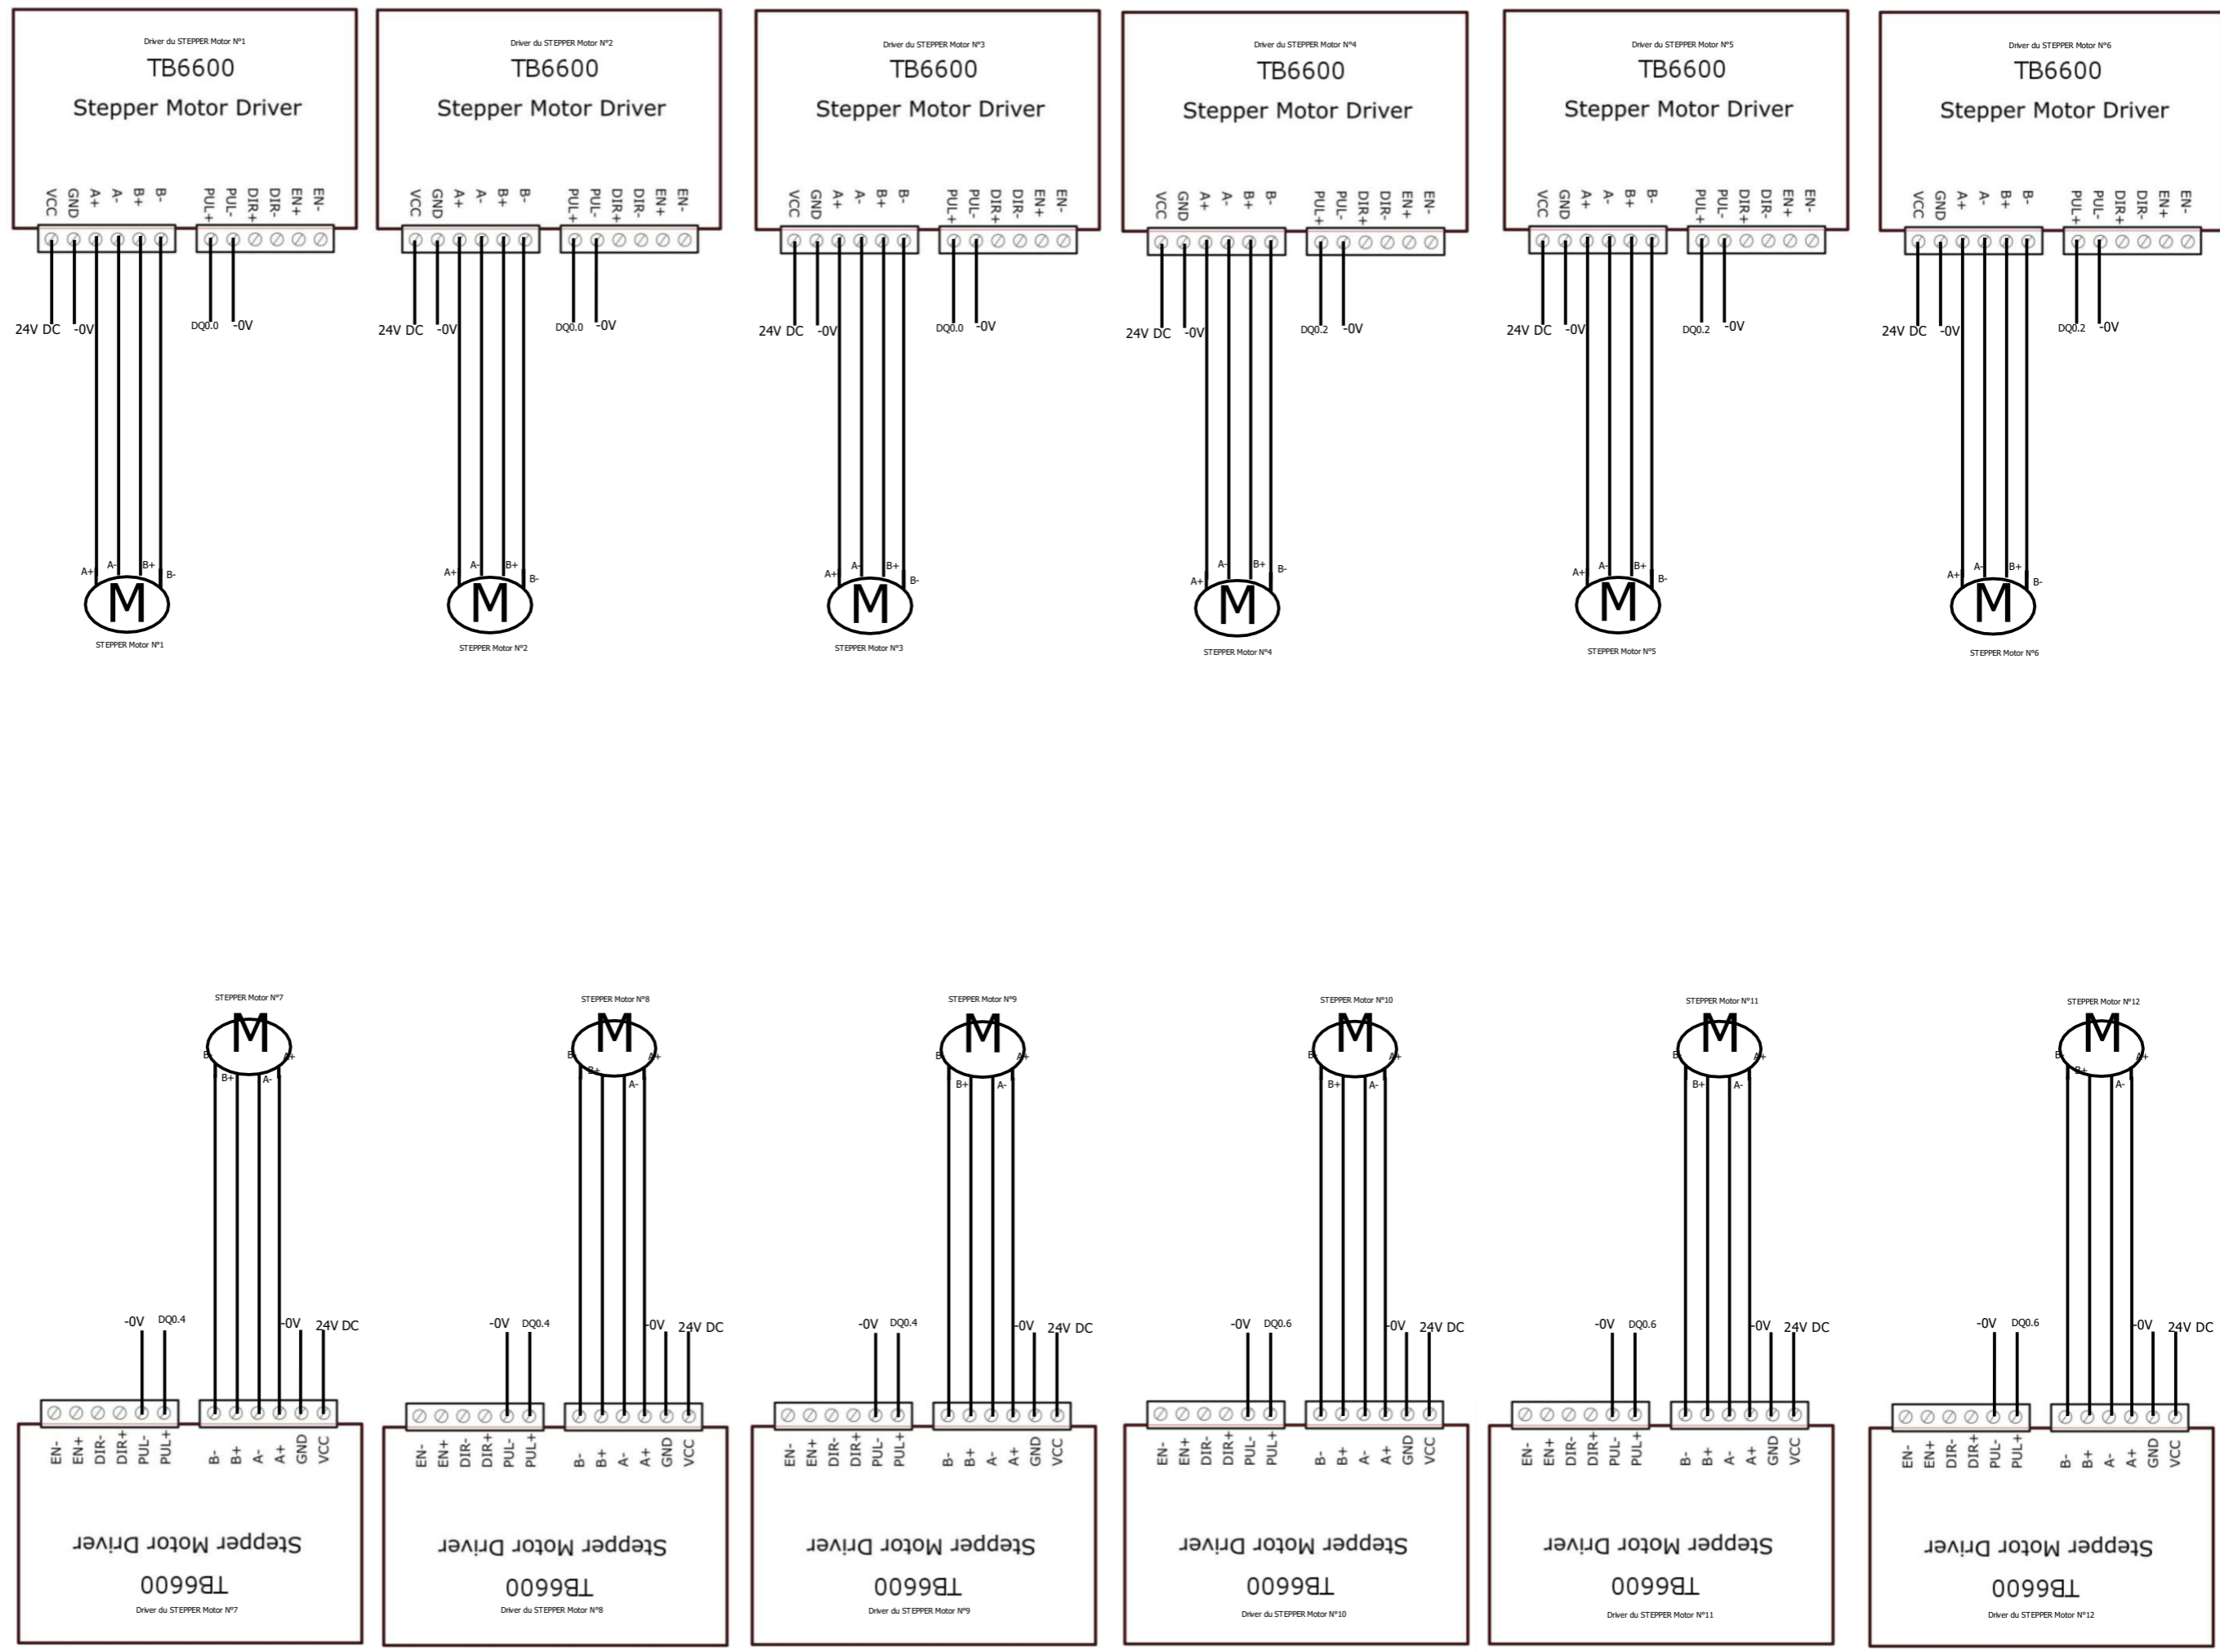 Driver du STEPPER Motor N°1
TB6600
Stepper Motor Driver
VCC GND A+ A- B+ B- PUL+ PUL- DIR+ DIR- EN+ EN-
24V DC -0V DQ0.0 -0V
A+ A- B+ B-
M
STEPPER Motor N°1
Driver du STEPPER Motor N°2
TB6600
Stepper Motor Driver
VCC GND A+ A- B+ B- PUL+ PUL- DIR+ DIR- EN+ EN-
24V DC -0V DQ0.0 -0V
A+ A- B+ B-
M
STEPPER Motor N°2
Driver du STEPPER Motor N°3
TB6600
Stepper Motor Driver
VCC GND A+ A- B+ B- PUL+ PUL- DIR+ DIR- EN+ EN-
24V DC -0V DQ0.0 -0V
A+ A- B+ B-
M
STEPPER Motor N°3
Driver du STEPPER Motor N°4
TB6600
Stepper Motor Driver
VCC GND A+ A- B+ B- PUL+ PUL- DIR+ DIR- EN+ EN-
24V DC -0V DQ0.2 -0V
A+ A- B+ B-
M
STEPPER Motor N°4
Driver du STEPPER Motor N°5
TB6600
Stepper Motor Driver
VCC GND A+ A- B+ B- PUL+ PUL- DIR+ DIR- EN+ EN-
24V DC -0V DQ0.2 -0V
A+ A- B+ B-
M
STEPPER Motor N°5
Driver du STEPPER Motor N°6
TB6600
Stepper Motor Driver
VCC GND A+ A- B+ B- PUL+ PUL- DIR+ DIR- EN+ EN-
24V DC -0V DQ0.2 -0V
A+ A- B+ B-
M
STEPPER Motor N°6
STEPPER Motor N°7
M
B- B+ A- A+
-0V DQ0.4 -0V 24V DC
EN- EN+ DIR- DIR+ PUL- PUL+ B- B+ A- A+ GND VCC
Stepper Motor Driver
TB6600
Driver du STEPPER Motor N°7
STEPPER Motor N°8
M
B- B+ A- A+
-0V DQ0.4 -0V 24V DC
EN- EN+ DIR- DIR+ PUL- PUL+ B- B+ A- A+ GND VCC
Stepper Motor Driver
TB6600
Driver du STEPPER Motor N°8
STEPPER Motor N°9
M
B- B+ A- A+
-0V DQ0.4 -0V 24V DC
EN- EN+ DIR- DIR+ PUL- PUL+ B- B+ A- A+ GND VCC
Stepper Motor Driver
TB6600
Driver du STEPPER Motor N°9
STEPPER Motor N°10
M
B- B+ A- A+
-0V DQ0.6 -0V 24V DC
EN- EN+ DIR- DIR+ PUL- PUL+ B- B+ A- A+ GND VCC
Stepper Motor Driver
TB6600
Driver du STEPPER Motor N°10
STEPPER Motor N°11
M
B- B+ A- A+
-0V DQ0.6 -0V 24V DC
EN- EN+ DIR- DIR+ PUL- PUL+ B- B+ A- A+ GND VCC
Stepper Motor Driver
TB6600
Driver du STEPPER Motor N°11
STEPPER Motor N°12
M
B- B+ A- A+
-0V DQ0.6 -0V 24V DC
EN- EN+ DIR- DIR+ PUL- PUL+ B- B+ A- A+ GND VCC
Stepper Motor Driver
TB6600
Driver du STEPPER Motor N°12